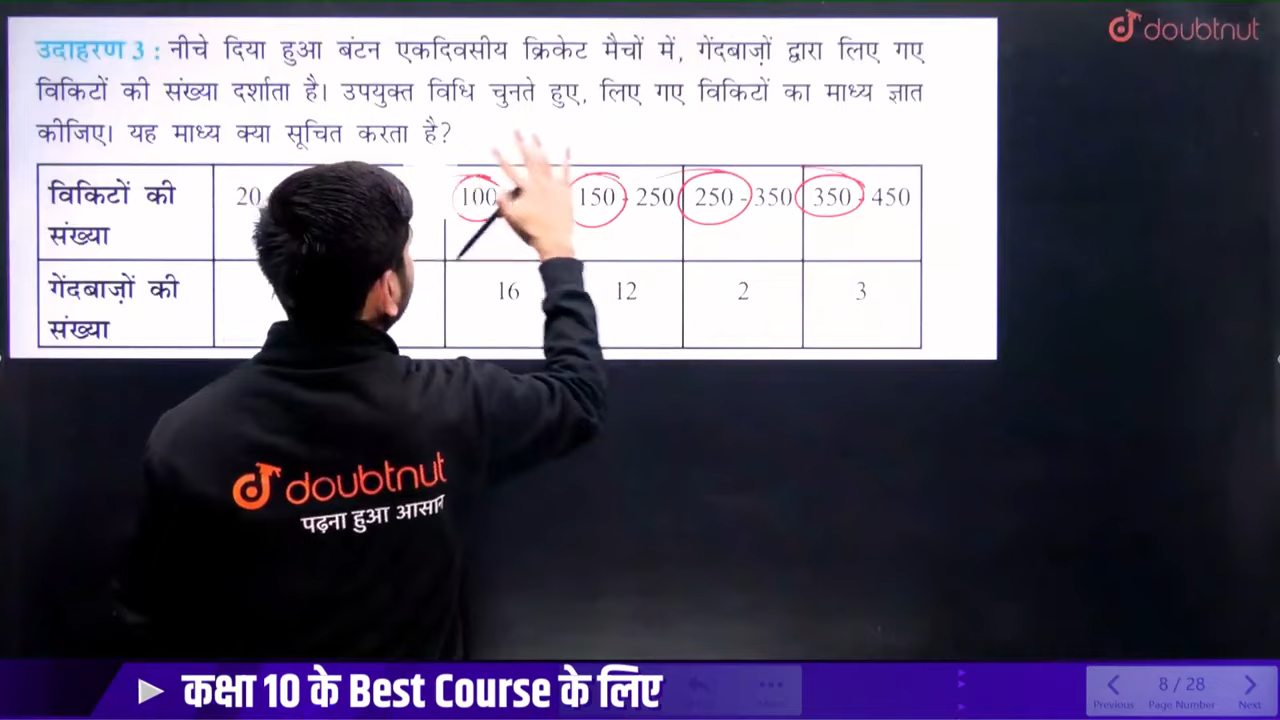 doubtnut
उदाहरण 3 : नीचे दिया हुआ बंटन एकदिवसीय क्रिकेट मैचों में, गेंदबाज़ों द्वारा लिए गए
विकिटों की संख्या दर्शाता है। उपयुक्त विधि चुनते हुए, लिए गए विकिटों का माध्य ज्ञात
कीजिए। यह माध्य क्या सूचित करता है?
विकिटों की संख्या 20 100 150 - 250 250 - 350 350 - 450
गेंदबाज़ों की संख्या 16 12 2 3
doubtnut
पढ़ना हुआ आसान
कक्षा 10 के Best Course के लिए
8 / 28
Previous Page Number Next